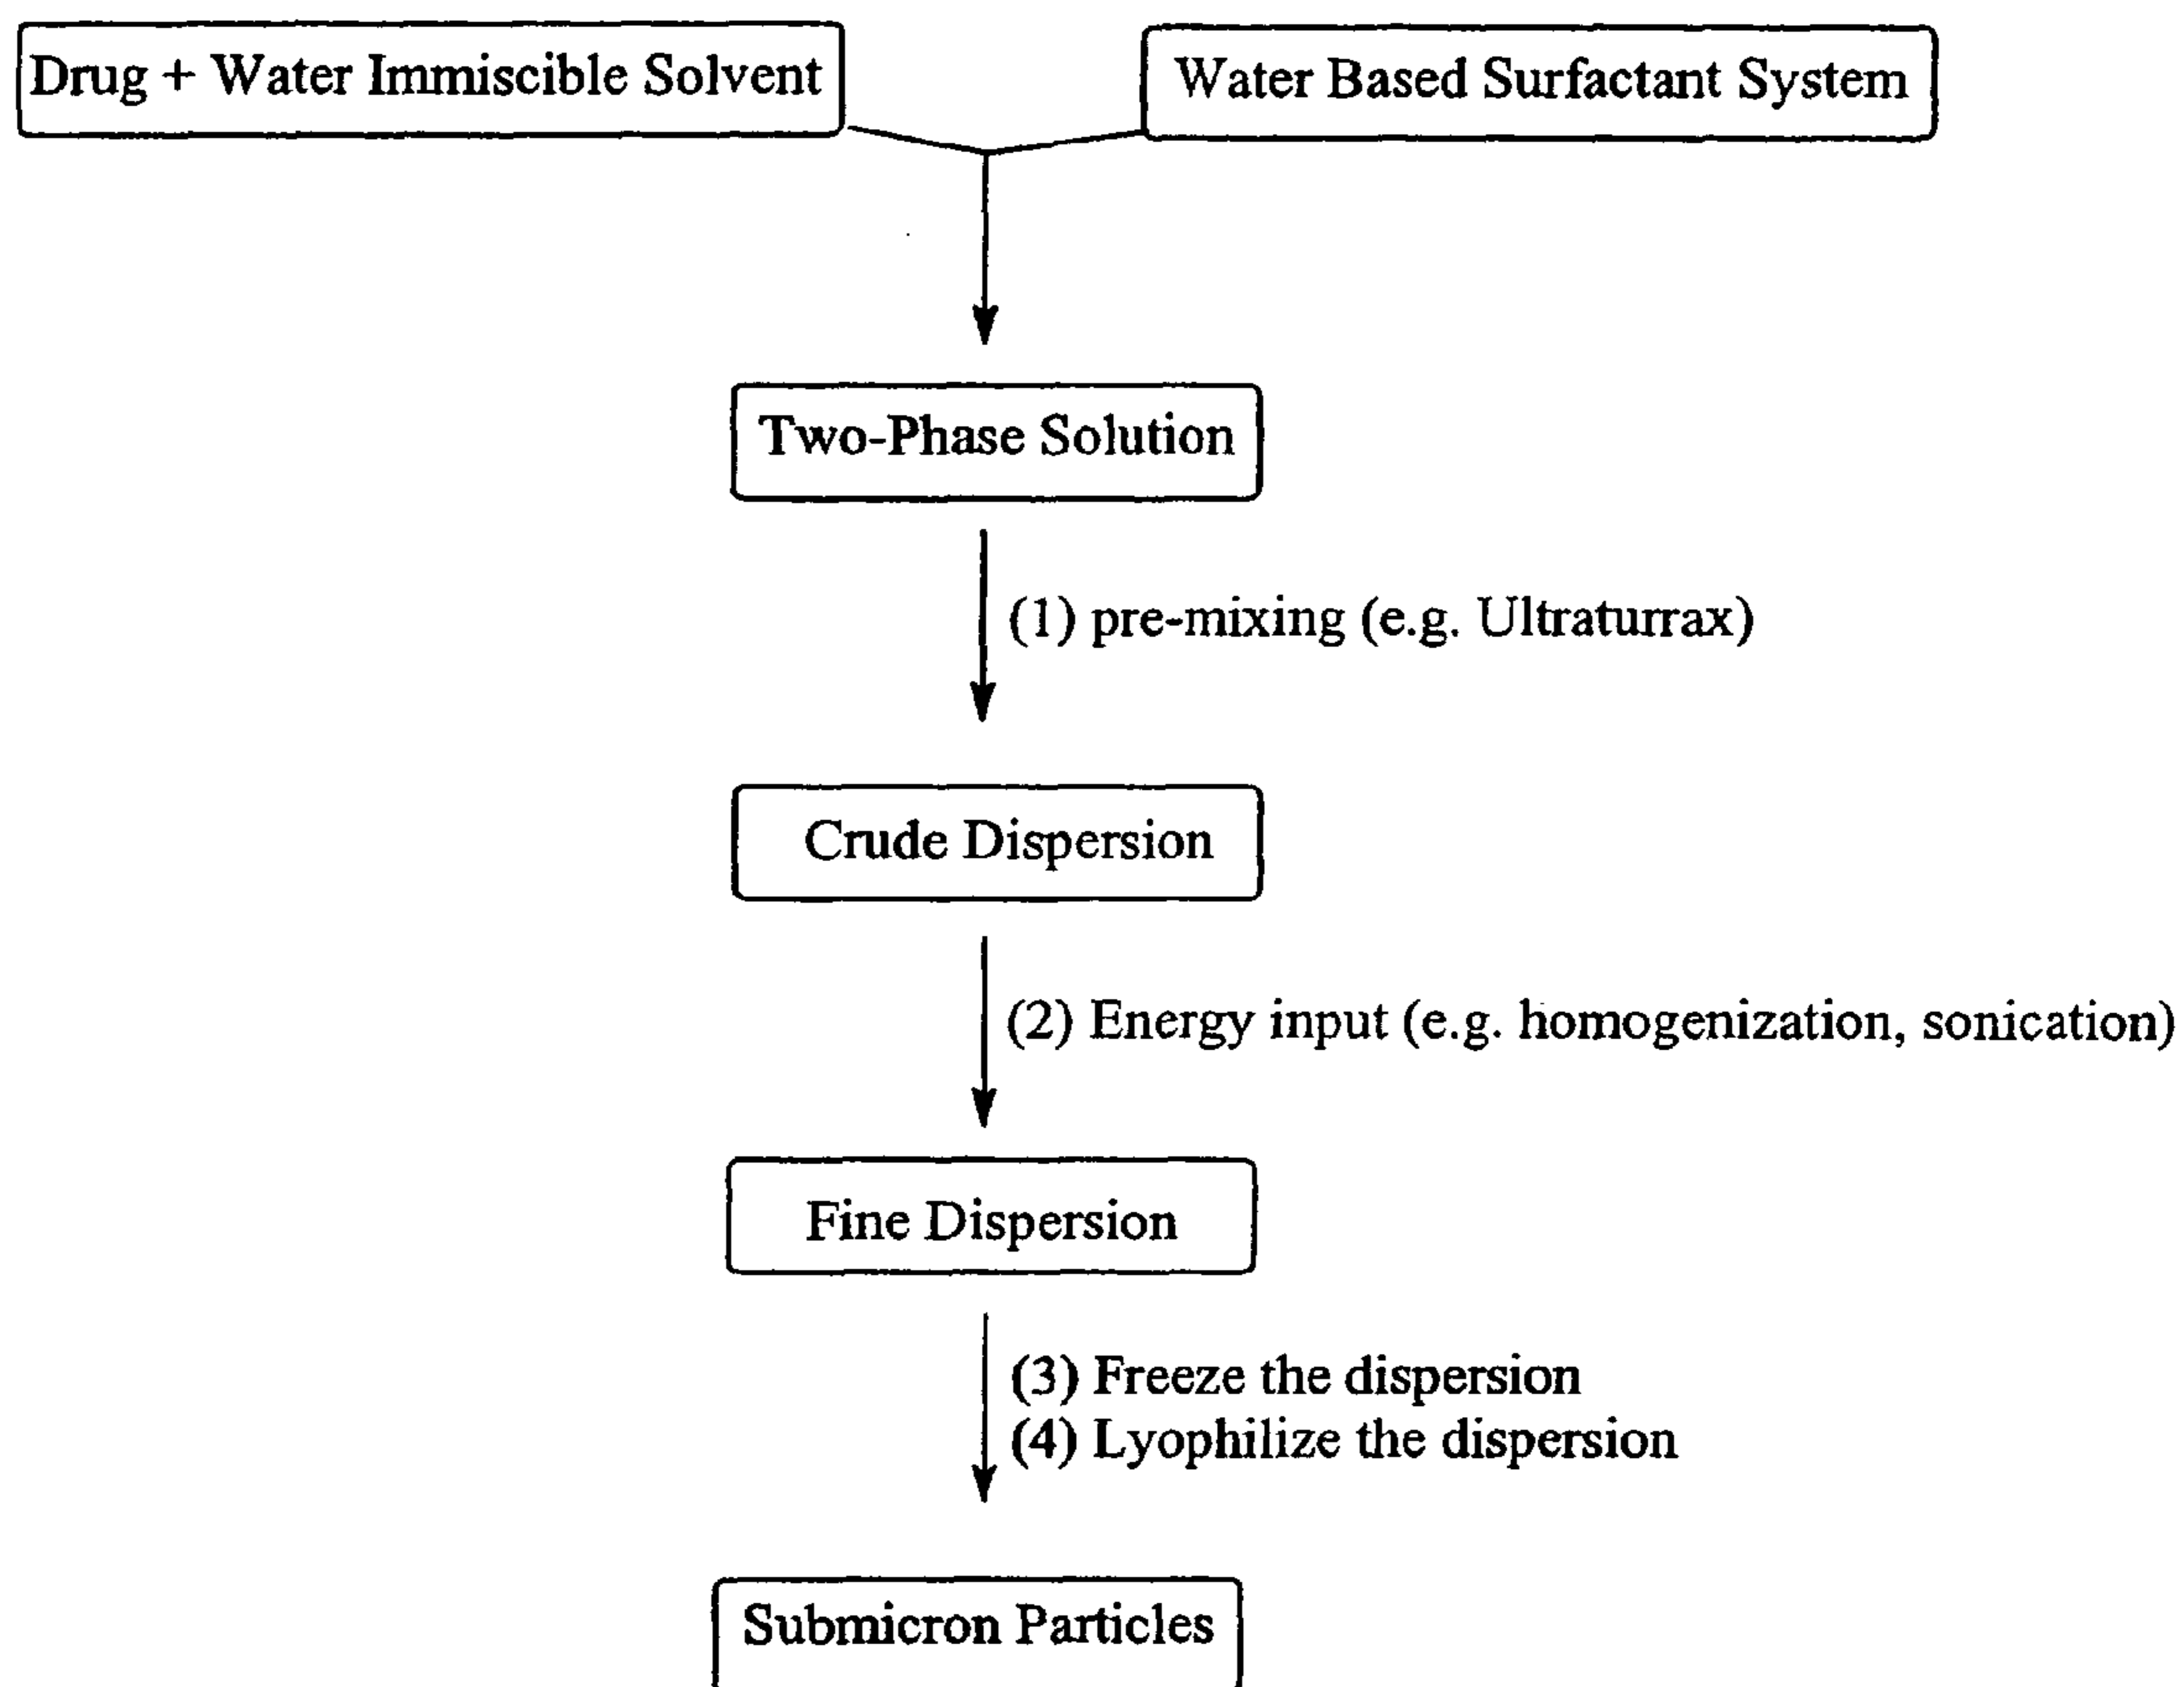 Drug + Water Immiscible Solvent
Water Based Surfactant System
Two-Phase Solution
(1) pre-mixing (e.g. Ultraturrax)
Crude Dispersion
(2) Energy input (e.g. homogenization, sonication)
Fine Dispersion
(3) Freeze the dispersion
(4) Lyophilize the dispersion
Submicron Particles